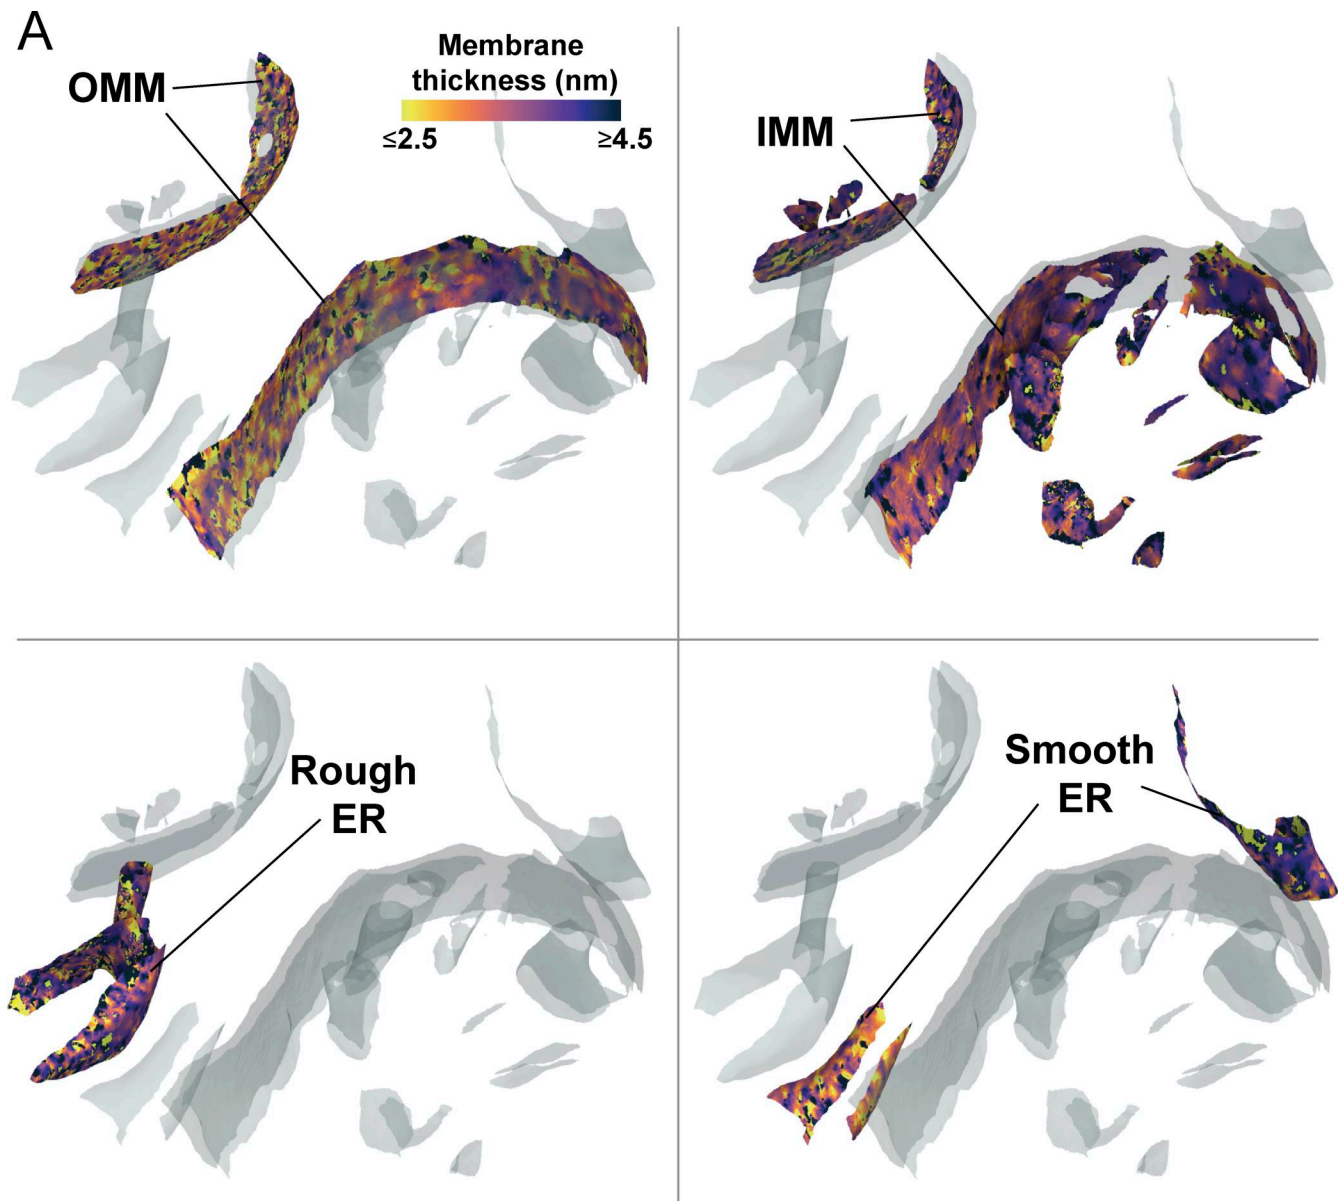 A
OMM
Membrane
thickness (nm)
≤2.5 ≥4.5
IMM
Rough
ER
Smooth
ER